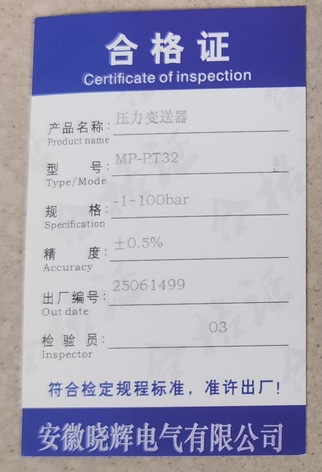 合格证
Certificate of inspection
产品名称: 压力变送器
Product name
型 号: MP-PT32
Type/Mode
规 格: -1~100bar
Specification
精 度: ±0.5%
Accuracy
出厂编号: 25061499
Out date
检 验 员: 03
Inspector
符合检定规程标准，准许出厂!
安徽晓辉电气有限公司